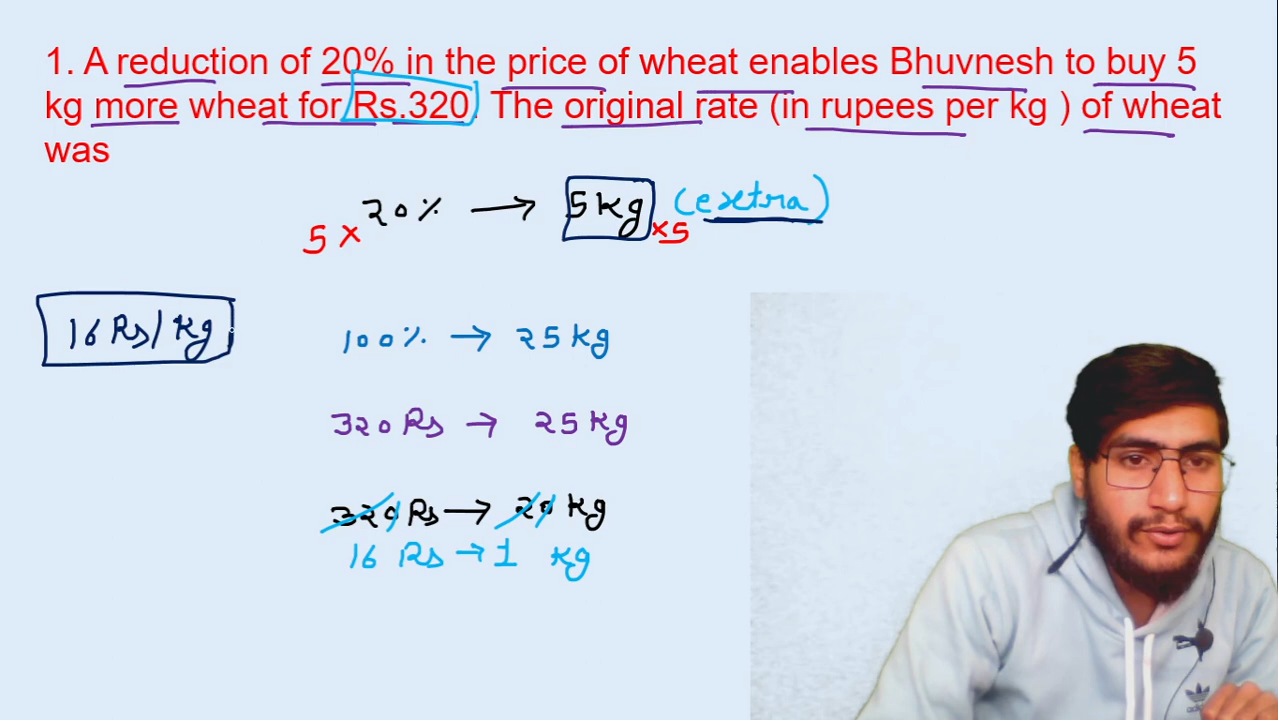 1. A reduction of 20% in the price of wheat enables Bhuvnesh to buy 5
kg more wheat for Rs.320. The original rate (in rupees per kg ) of wheat
was
20% → 5kg (exetra)
5 × ×5
16 Rs/kg
100% → 25 kg
320 Rs → 25 kg
320 Rs → 20 kg
16 Rs → 1 kg
adidas